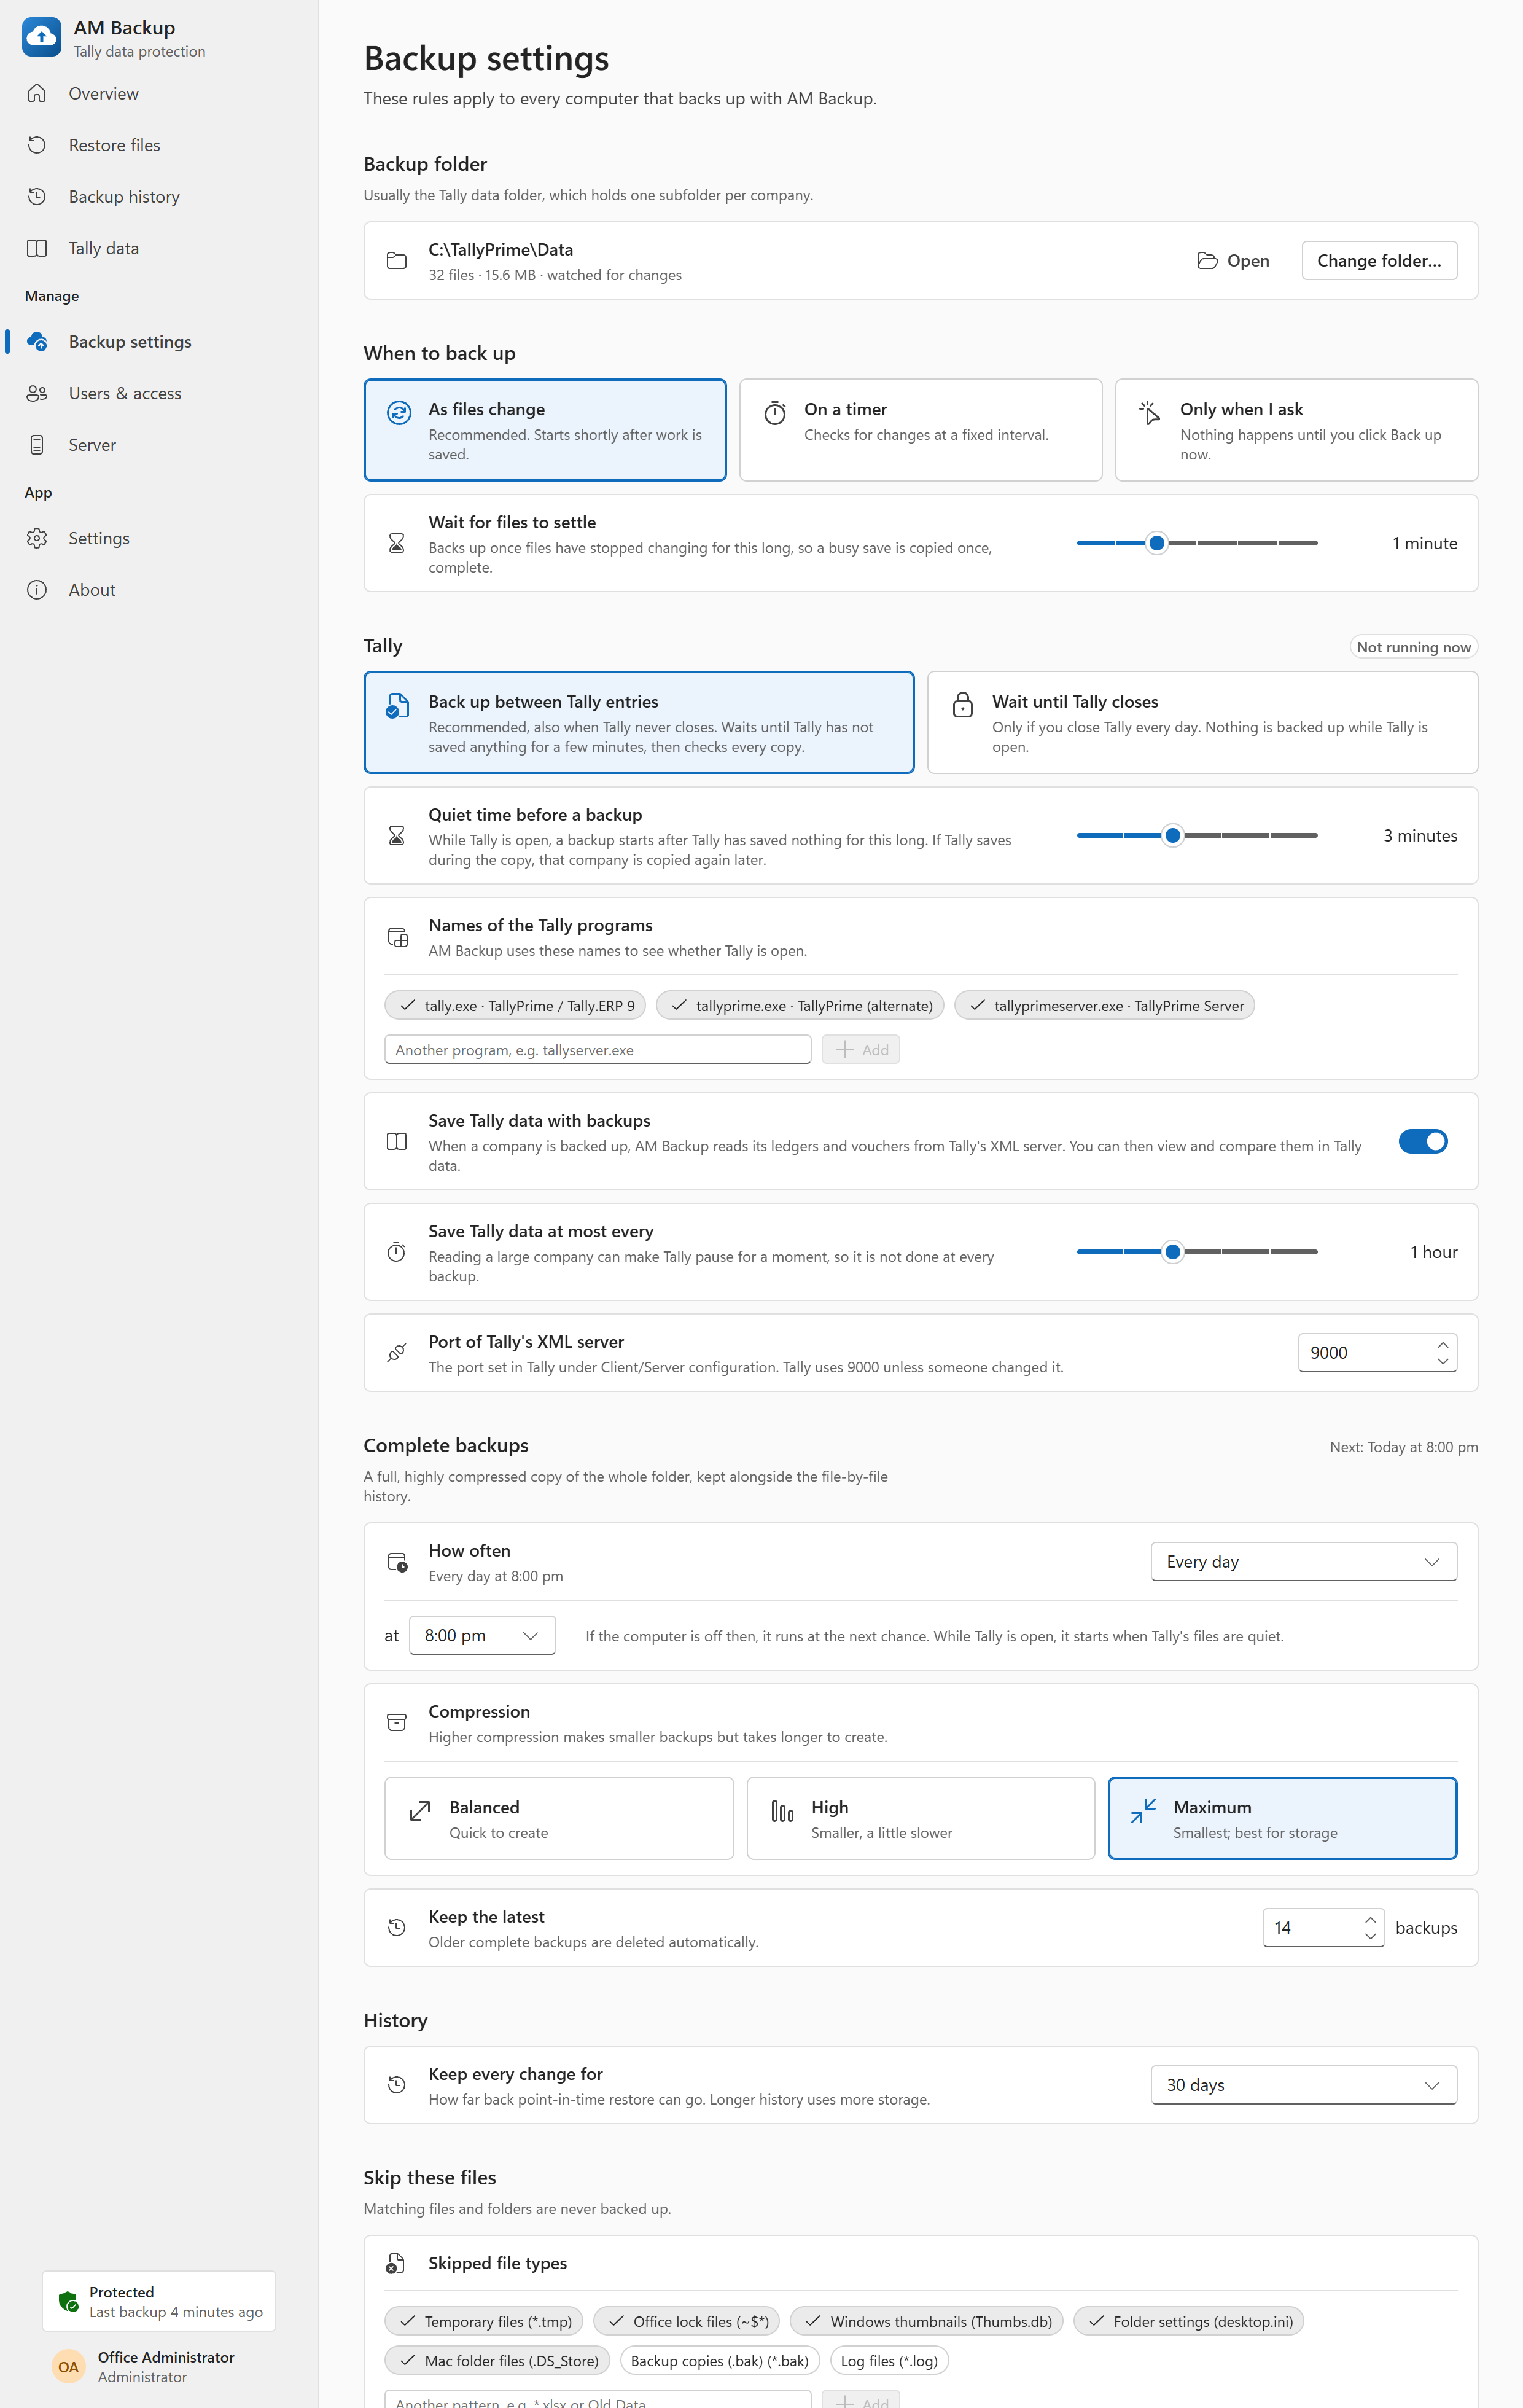 AM Backup
Tally data protection
Overview
Restore files
Backup history
Tally data
Manage
Backup settings
Users & access
Server
App
Settings
About
Protected
Last backup 4 minutes ago
OA
Office Administrator
Administrator
Backup settings
These rules apply to every computer that backs up with AM Backup.
Backup folder
Usually the Tally data folder, which holds one subfolder per company.
C:\TallyPrime\Data
32 files · 15.6 MB · watched for changes
Open
Change folder...
When to back up
As files change
Recommended. Starts shortly after work is
saved.
On a timer
Checks for changes at a fixed interval.
Only when I ask
Nothing happens until you click Back up
now.
Wait for files to settle
Backs up once files have stopped changing for this long, so a busy save is copied once,
complete.
1 minute
Tally
Not running now
Back up between Tally entries
Recommended, also when Tally never closes. Waits until Tally has not
saved anything for a few minutes, then checks every copy.
Wait until Tally closes
Only if you close Tally every day. Nothing is backed up while Tally is
open.
Quiet time before a backup
While Tally is open, a backup starts after Tally has saved nothing for this long. If Tally saves
during the copy, that company is copied again later.
3 minutes
Names of the Tally programs
AM Backup uses these names to see whether Tally is open.
tally.exe · TallyPrime / Tally.ERP 9
tallyprime.exe · TallyPrime (alternate)
tallyprimeserver.exe · TallyPrime Server
Another program, e.g. tallyserver.exe
Add
Save Tally data with backups
When a company is backed up, AM Backup reads its ledgers and vouchers from Tally's XML server. You can then view and compare them in Tally
data.
Save Tally data at most every
Reading a large company can make Tally pause for a moment, so it is not done at every
backup.
1 hour
Port of Tally's XML server
The port set in Tally under Client/Server configuration. Tally uses 9000 unless someone changed it.
9000
Complete backups
Next: Today at 8:00 pm
A full, highly compressed copy of the whole folder, kept alongside the file-by-file
history.
How often
Every day at 8:00 pm
Every day
at
8:00 pm
If the computer is off then, it runs at the next chance. While Tally is open, it starts when Tally's files are quiet.
Compression
Higher compression makes smaller backups but takes longer to create.
Balanced
Quick to create
High
Smaller, a little slower
Maximum
Smallest; best for storage
Keep the latest
Older complete backups are deleted automatically.
14
backups
History
Keep every change for
How far back point-in-time restore can go. Longer history uses more storage.
30 days
Skip these files
Matching files and folders are never backed up.
Skipped file types
Temporary files (*.tmp)
Office lock files (~$*)
Windows thumbnails (Thumbs.db)
Folder settings (desktop.ini)
Mac folder files (.DS_Store)
Backup copies (.bak) (*.bak)
Log files (*.log)
Another pattern, e.g. *.xlsx or Old Data
Add